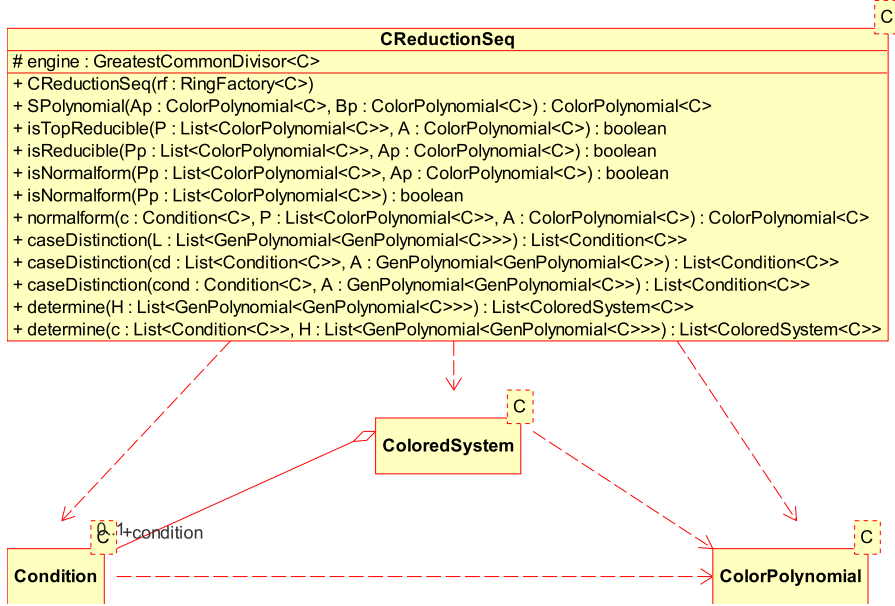 C
CReductionSeq
# engine : GreatestCommonDivisor<C>
+ CReductionSeq(rf : RingFactory<C>)
+ SPolynomial(Ap : ColorPolynomial<C>, Bp : ColorPolynomial<C>) : ColorPolynomial<C>
+ isTopReducible(P : List<ColorPolynomial<C>>, A : ColorPolynomial<C>) : boolean
+ isReducible(Pp : List<ColorPolynomial<C>>, Ap : ColorPolynomial<C>) : boolean
+ isNormalform(Pp : List<ColorPolynomial<C>>, Ap : ColorPolynomial<C>) : boolean
+ isNormalform(Pp : List<ColorPolynomial<C>>) : boolean
+ normalform(c : Condition<C>, P : List<ColorPolynomial<C>>, A : ColorPolynomial<C>) : ColorPolynomial<C>
+ caseDistinction(L : List<GenPolynomial<GenPolynomial<C>>>) : List<Condition<C>>
+ caseDistinction(cd : List<Condition<C>>, A : GenPolynomial<GenPolynomial<C>>) : List<Condition<C>>
+ caseDistinction(cond : Condition<C>, A : GenPolynomial<GenPolynomial<C>>) : List<Condition<C>>
+ determine(H : List<GenPolynomial<GenPolynomial<C>>>) : List<ColoredSystem<C>>
+ determine(c : List<Condition<C>>, H : List<GenPolynomial<GenPolynomial<C>>>) : List<ColoredSystem<C>>
C
ColoredSystem
0..1 +condition
C
C
Condition
ColorPolynomial